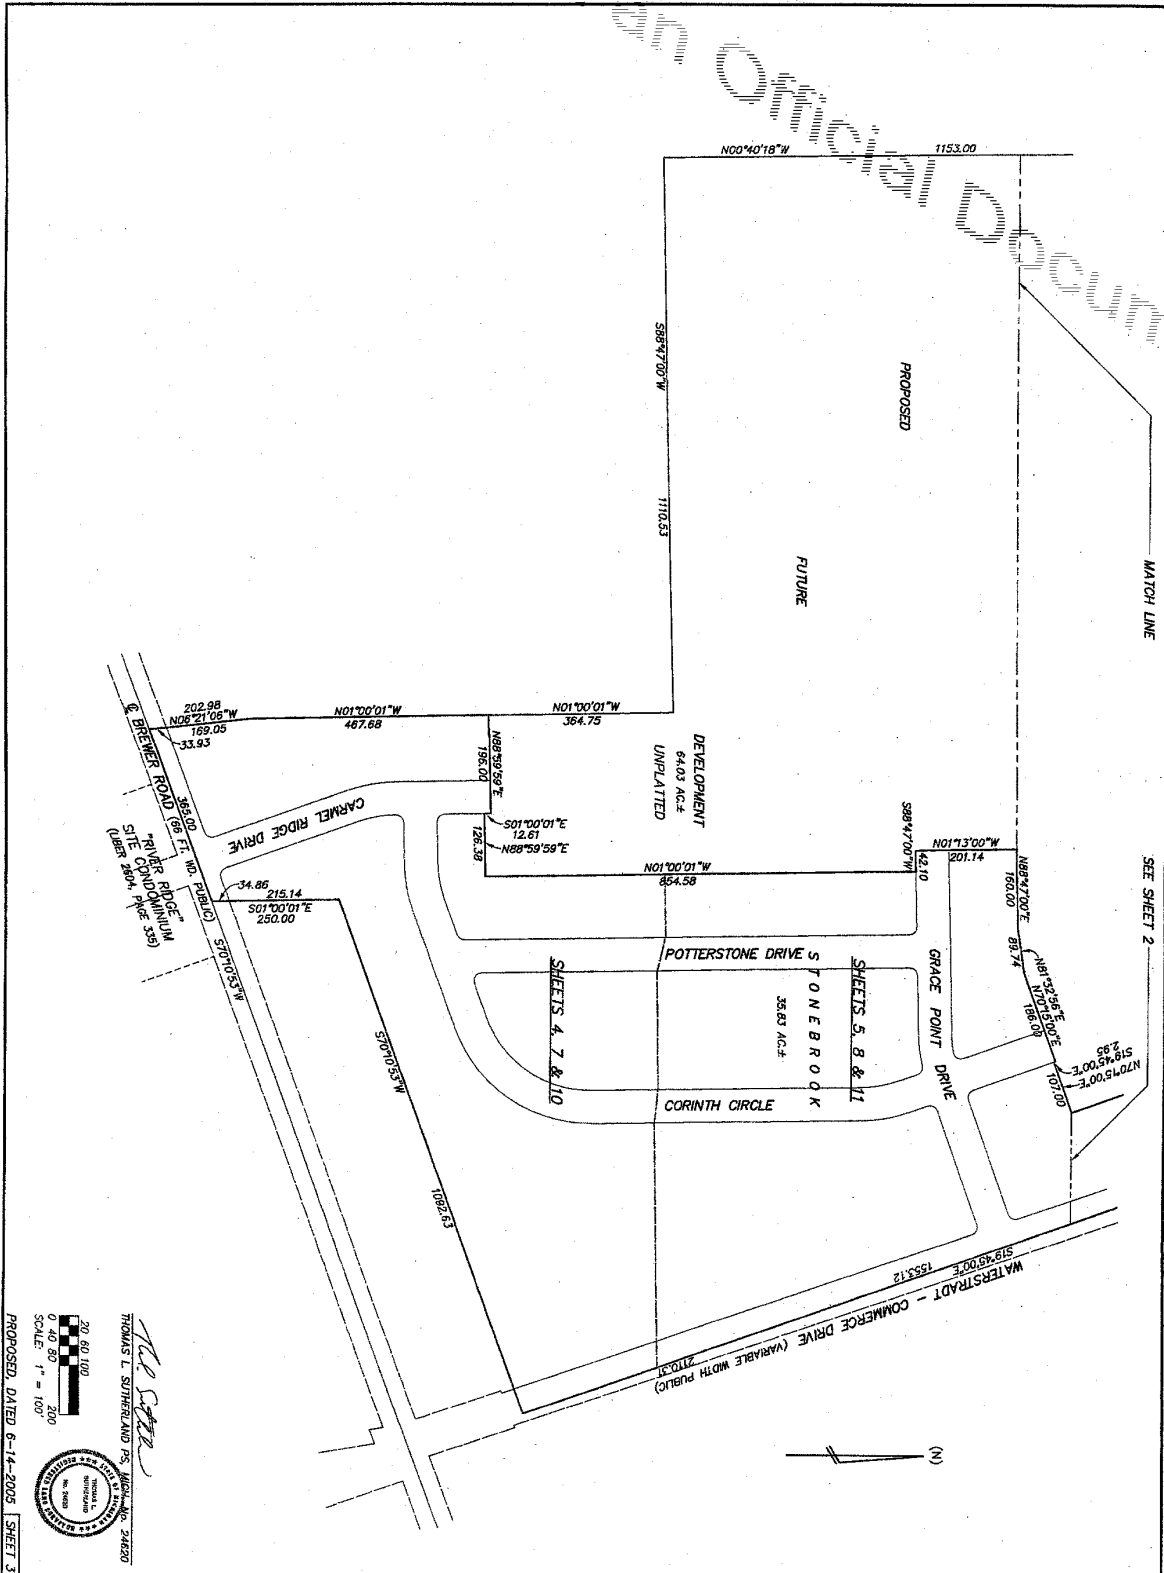 an Official Docum
MATCH LINE
SEE SHEET 2
N00°40'18"W
1153.00
PROPOSED
FUTURE
DEVELOPMENT
64.03 AC.±
UNPLATTED
S88°47'00"W
1110.53
N01°00'01"W
364.75
N01°00'01"W
467.68
202.98
N06°21'06"W
169.05
33.93
N88°59'59"E
196.00
S01°00'01"E
12.61
N88°59'59"E
126.38
N01°00'01"W
854.58
S88°47'00"W
42.10
N01°13'00"W
201.14
N88°47'00"E
160.00
N81°32'56"E
89.74
N70°15'00"E
186.00
S19°45'00"E
2.95
N70°15'00"E
107.00
GRACE POINT DRIVE
POTTERSTONE DRIVE
STONEBROOK
35.83 AC.±
SHEETS 5, 8 & 11
SHEETS 4, 7 & 10
CORINTH CIRCLE
CARMEL RIDGE DRIVE
℄ BREWER ROAD (66 FT. WD. PUBLIC)
365.00
"RIVER RIDGE"
SITE CONDOMINIUM
(LIBER 2604, PAGE 335)
34.86
215.14
S01°00'01"E
250.00
S70°10'53"W
S70°10'53"W
1092.63
S19°45'00"E
1553.12
2110.31
WATERSTRADT - COMMERCE DRIVE (VARIABLE WIDTH PUBLIC)
(N)
THOMAS L. SUTHERLAND PS, MICH. No. 24620
20 60 100
0 40 80 200
SCALE: 1" = 100'
THOMAS L.
SUTHERLAND
No. 24620
PROPOSED, DATED 6-14-2005
SHEET 3